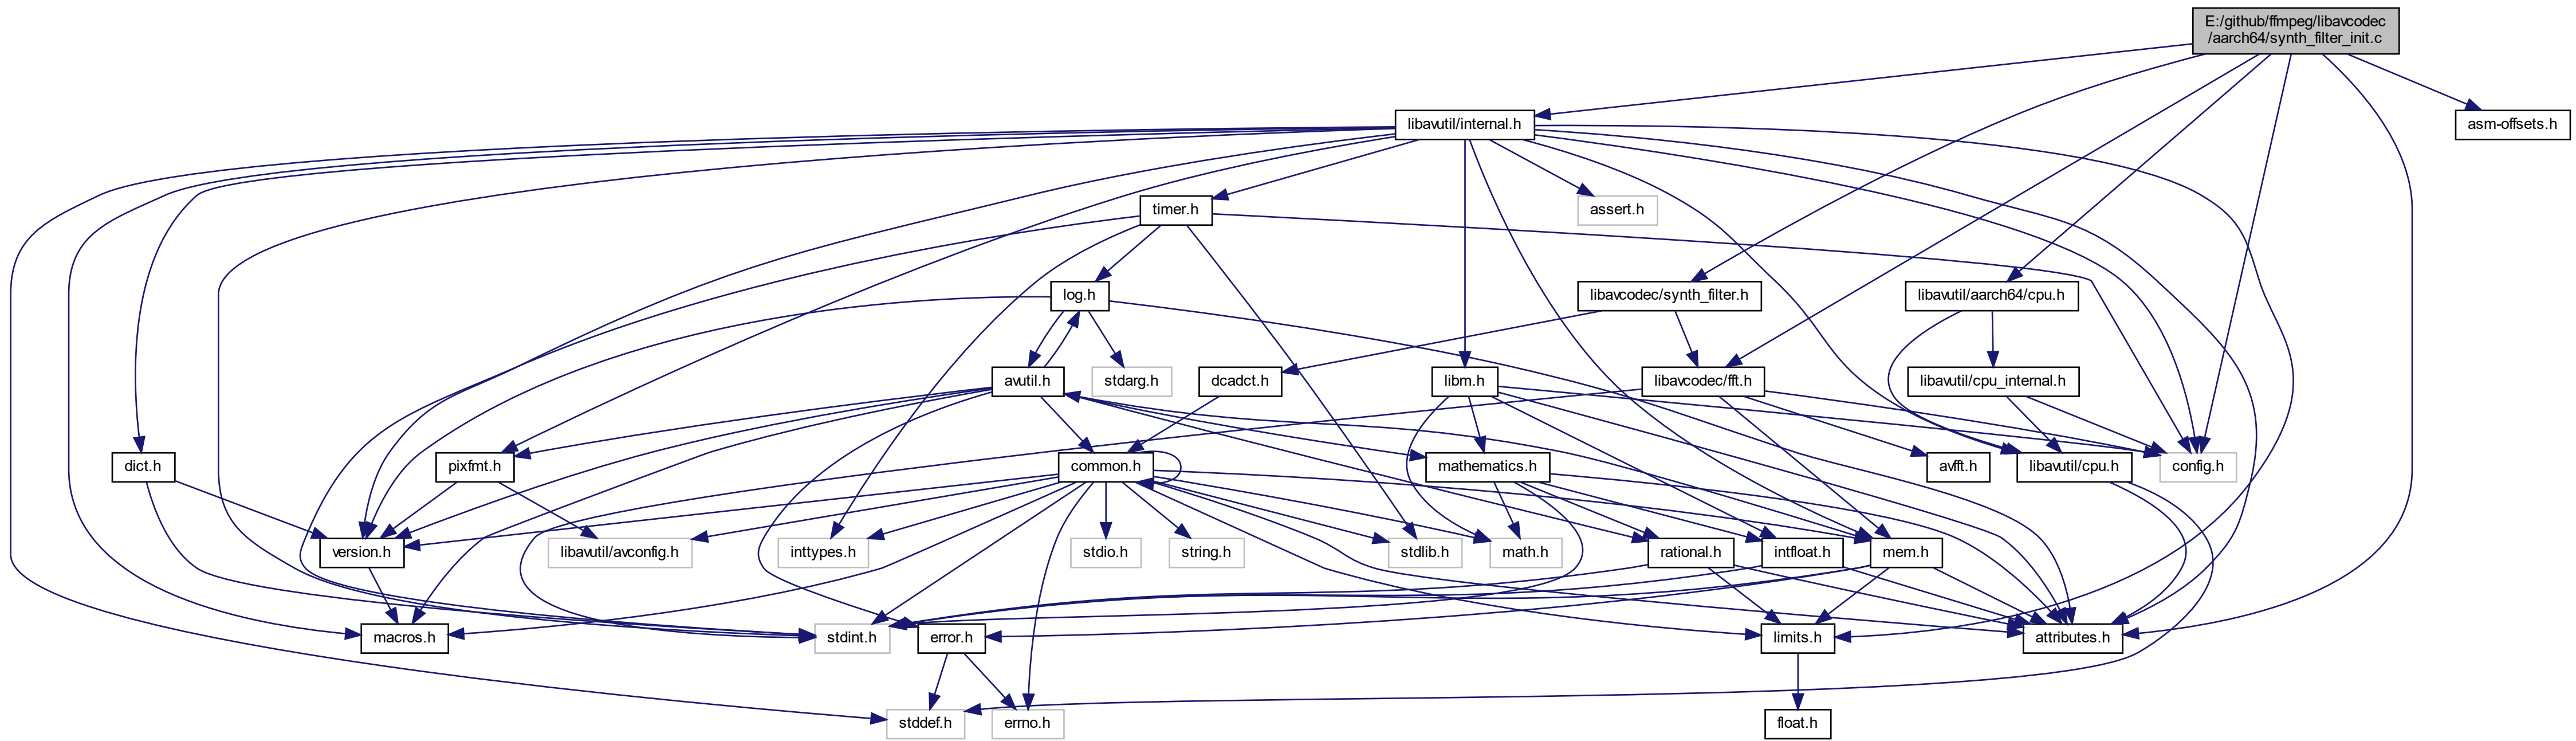 E:/github/ffmpeg/libavcodec
/aarch64/synth_filter_init.c
libavutil/internal.h
asm-offsets.h
timer.h
assert.h
log.h
libavcodec/synth_filter.h
libavutil/aarch64/cpu.h
avutil.h
stdarg.h
dcadct.h
libm.h
libavcodec/fft.h
libavutil/cpu_internal.h
dict.h
pixfmt.h
common.h
mathematics.h
avfft.h
libavutil/cpu.h
config.h
version.h
libavutil/avconfig.h
inttypes.h
stdio.h
string.h
stdlib.h
math.h
rational.h
intfloat.h
mem.h
macros.h
stdint.h
error.h
limits.h
attributes.h
stddef.h
errno.h
float.h